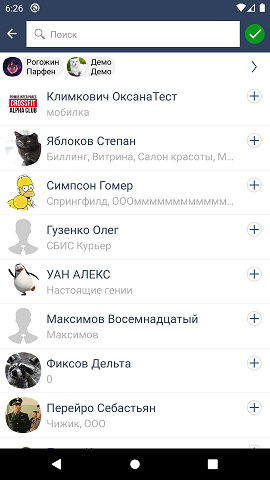 6:26
Поиск
Рогожин
Парфен
Демо
Демо
CROSSFIT
ALPHA CLUB
Климкович ОксанаТест
мобилка
Яблоков Степан
Биллинг, Витрина, Салон красоты, М...
Симпсон Гомер
Спрингфилд, ОООмммммммммммм...
Гузенко Олег
СБИС Курьер
УАН АЛЕКС
Настоящие гении
Максимов Восемнадцатый
Максимов
Фиксов Дельта
0
Перейро Себастьян
Чижик, ООО